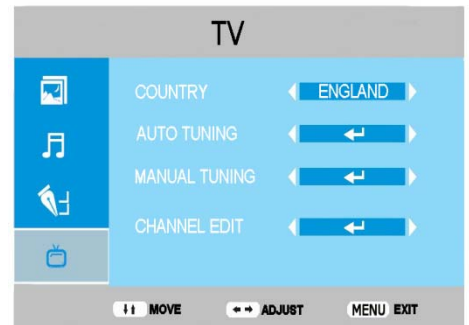 TV
COUNTRY ENGLAND
AUTO TUNING
MANUAL TUNING
CHANNEL EDIT
MOVE ADJUST MENU EXIT